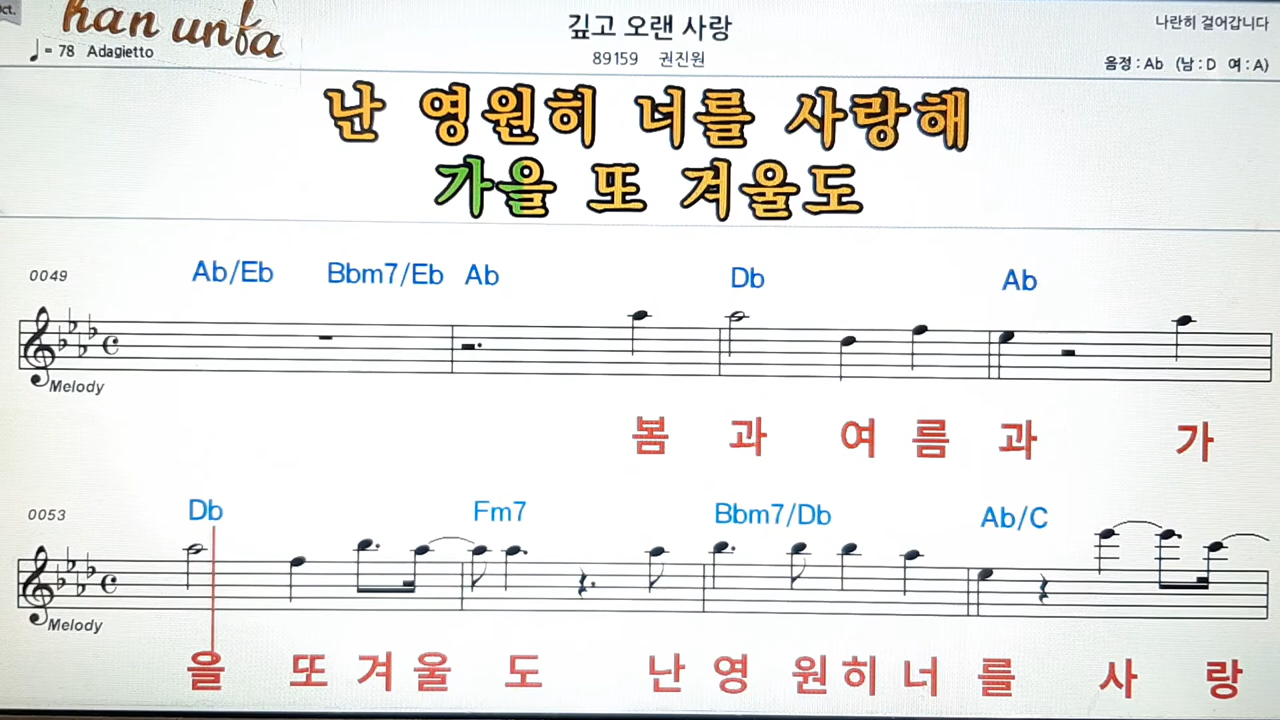 han unfa
깊고 오랜 사랑
나란히 걸어갑니다
♩= 78 Adagietto
89159 권진원
음정 : Ab (남 : D 여 : A)
난 영원히 너를 사랑해
가을 또 겨울도
0049 Ab/Eb Bbm7/Eb Ab Db Ab
Melody
봄 과 여 름 과 가
0053 Db Fm7 Bbm7/Db Ab/C
Melody
을 또 겨 울 도 난 영 원 히 너 를 사 랑